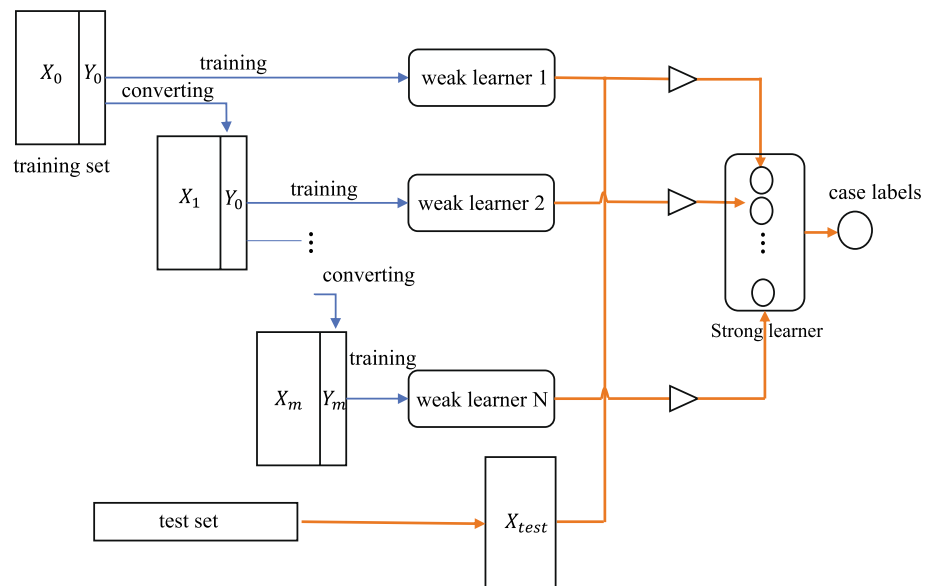 X₀ Y₀
training
weak learner 1
converting
training set
X₁ Y₀
training
weak learner 2
case labels
converting
Strong learner
training
Xₘ Yₘ
weak learner N
test set
X_test